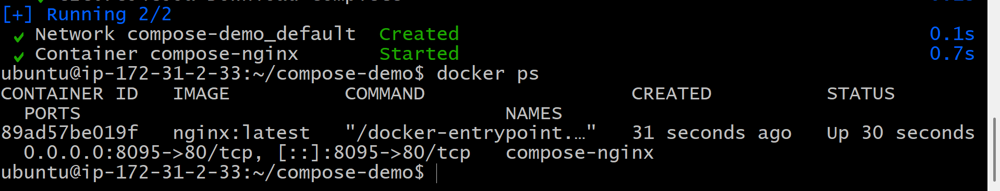 [+] Running 2/2
✔ Network compose-demo_default Created 0.1s
✔ Container compose-nginx Started 0.7s
ubuntu@ip-172-31-2-33:~/compose-demo$ docker ps
CONTAINER ID IMAGE COMMAND CREATED STATUS
PORTS NAMES
89ad57be019f nginx:latest "/docker-entrypoint.…" 31 seconds ago Up 30 seconds
0.0.0.0:8095->80/tcp, [::]:8095->80/tcp compose-nginx
ubuntu@ip-172-31-2-33:~/compose-demo$